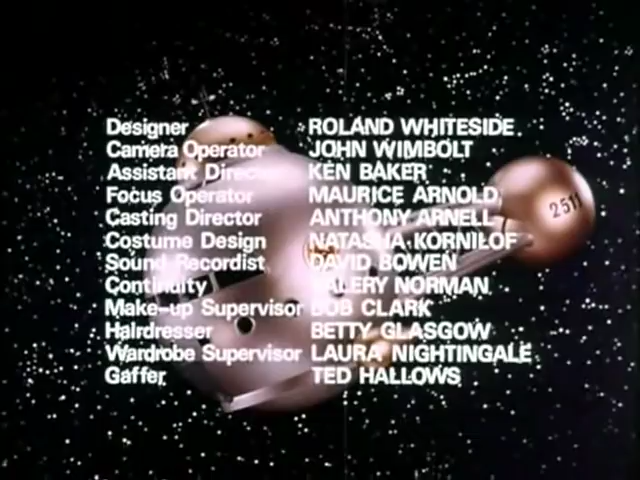 Designer ROLAND WHITESIDE
Camera Operator JOHN WIMBOLT
Assistant Direc KEN BAKER
Focus Operator MAURICE ARNOLD
Casting Director ANTHONY ARNELL
Costume Design NATASHA KORNILOF
Sound Recordist DAVID BOWEN
Continuity VALERY NORMAN
Make-up Supervisor BOB CLARK
Hairdresser BETTY GLASGOW
Wardrobe Supervisor LAURA NIGHTINGALE
Gaffer TED HALLOWS
2511